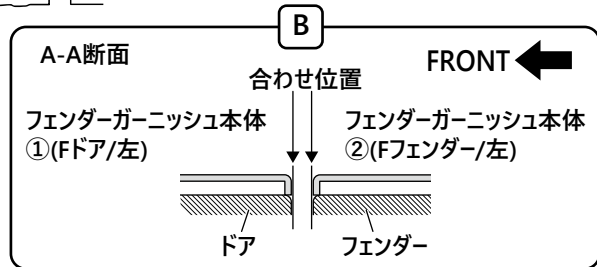 B
A-A断面
FRONT
合わせ位置
フェンダーガーニッシュ本体
①(Fドア/左)
フェンダーガーニッシュ本体
②(Fフェンダー/左)
ドア
フェンダー